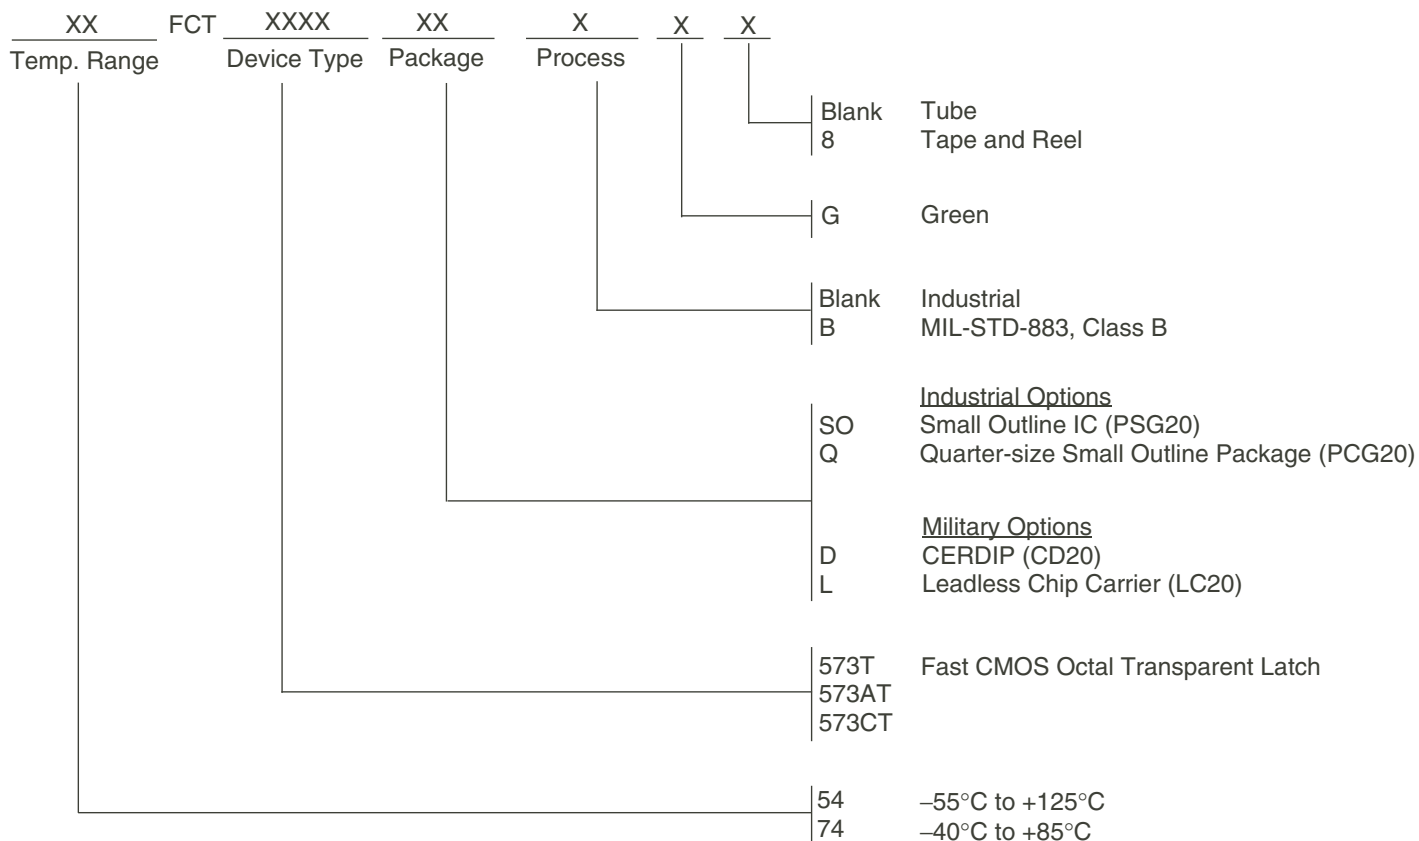 XX FCT XXXX XX X X X
Temp. Range Device Type Package Process
Blank Tube
8 Tape and Reel
G Green
Blank Industrial
B MIL-STD-883, Class B
Industrial Options
SO Small Outline IC (PSG20)
Q Quarter-size Small Outline Package (PCG20)
Military Options
D CERDIP (CD20)
L Leadless Chip Carrier (LC20)
573T Fast CMOS Octal Transparent Latch
573AT
573CT
54 –55°C to +125°C
74 –40°C to +85°C